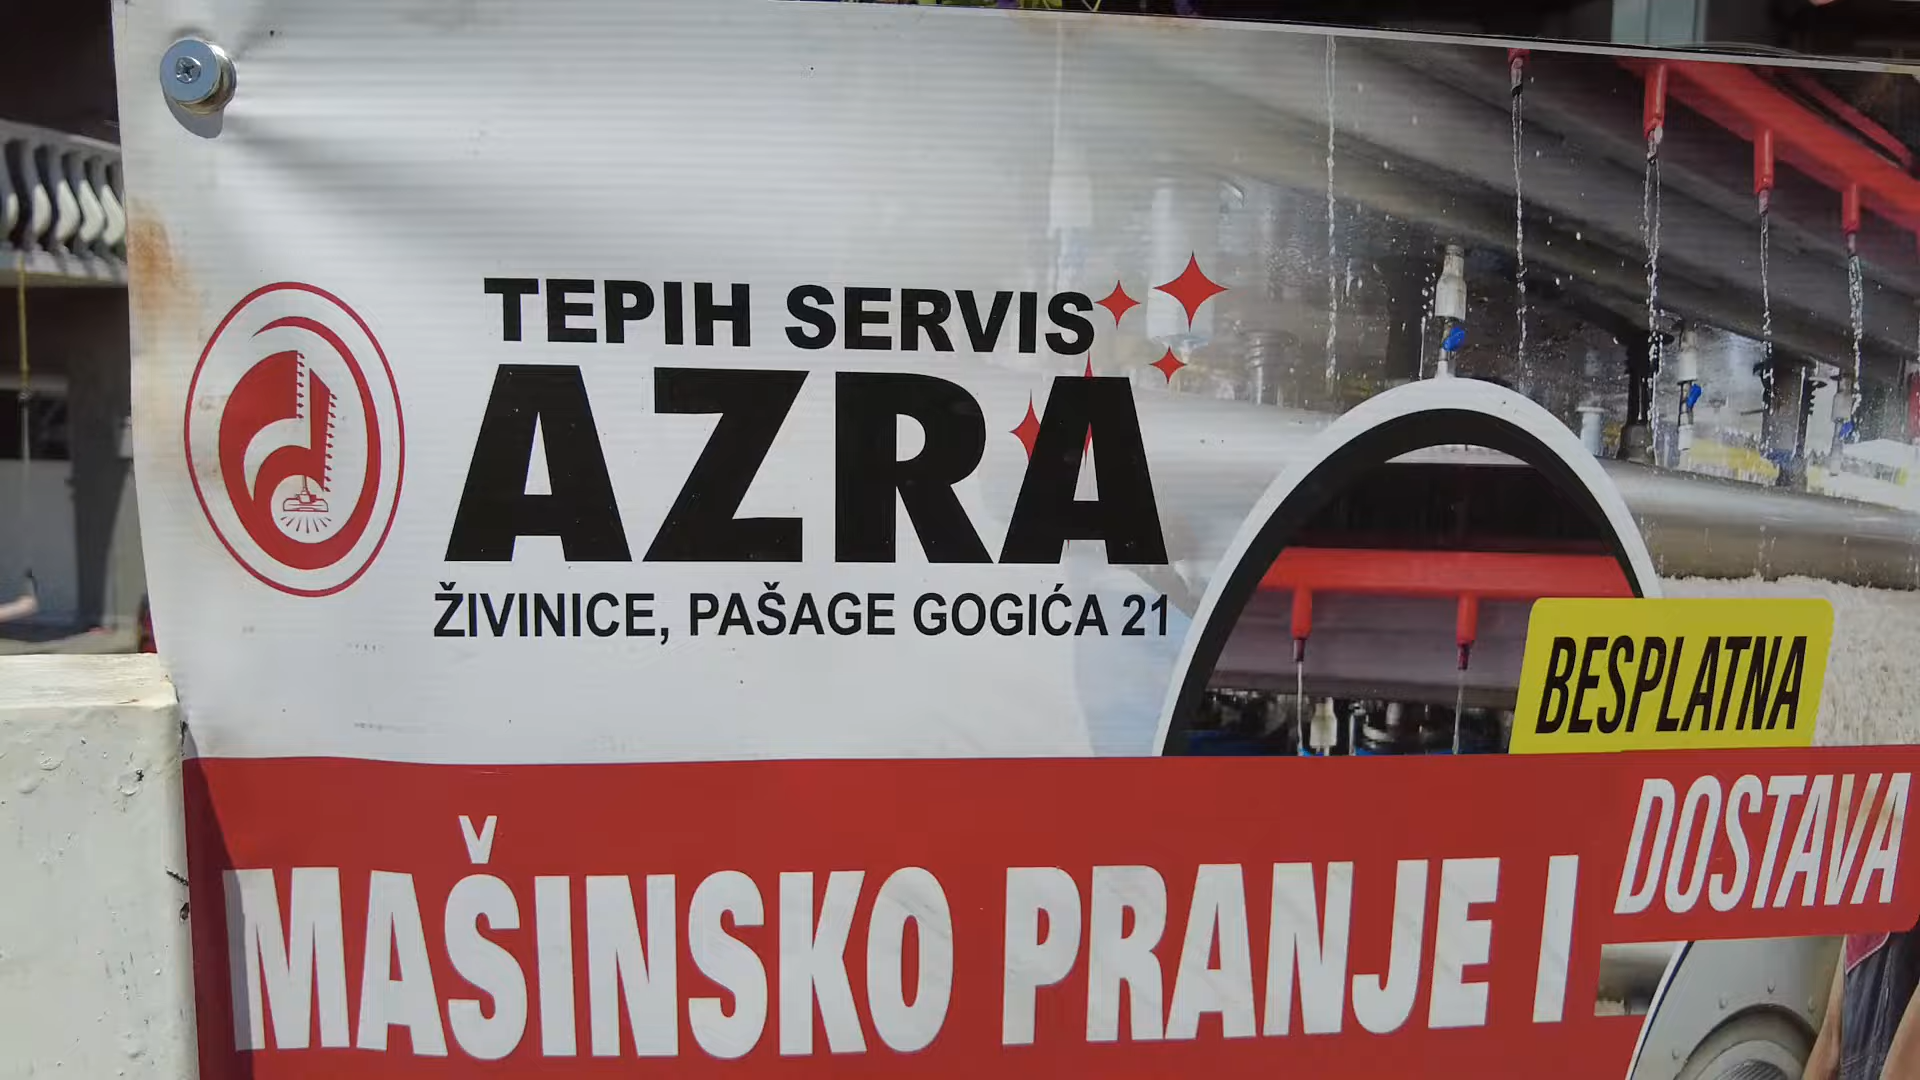 TEPIH SERVIS
AZRA
ŽIVINICE, PAŠAGE GOGIĆA 21
BESPLATNA
DOSTAVA
MAŠINSKO PRANJE I